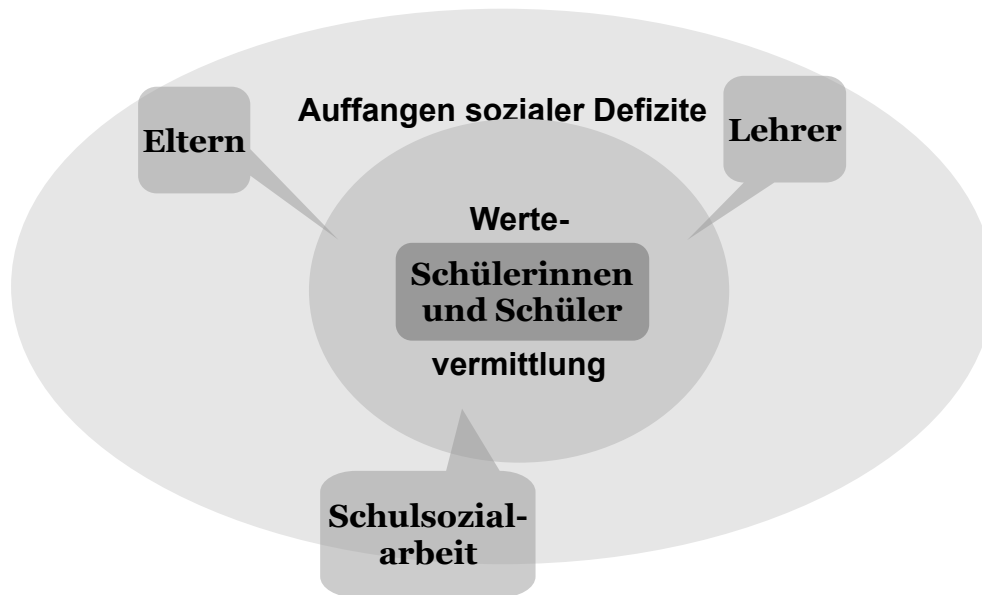 Auffangen sozialer Defizite
Eltern
Lehrer
Werte-
Schülerinnen
und Schüler
vermittlung
Schulsozial-
arbeit